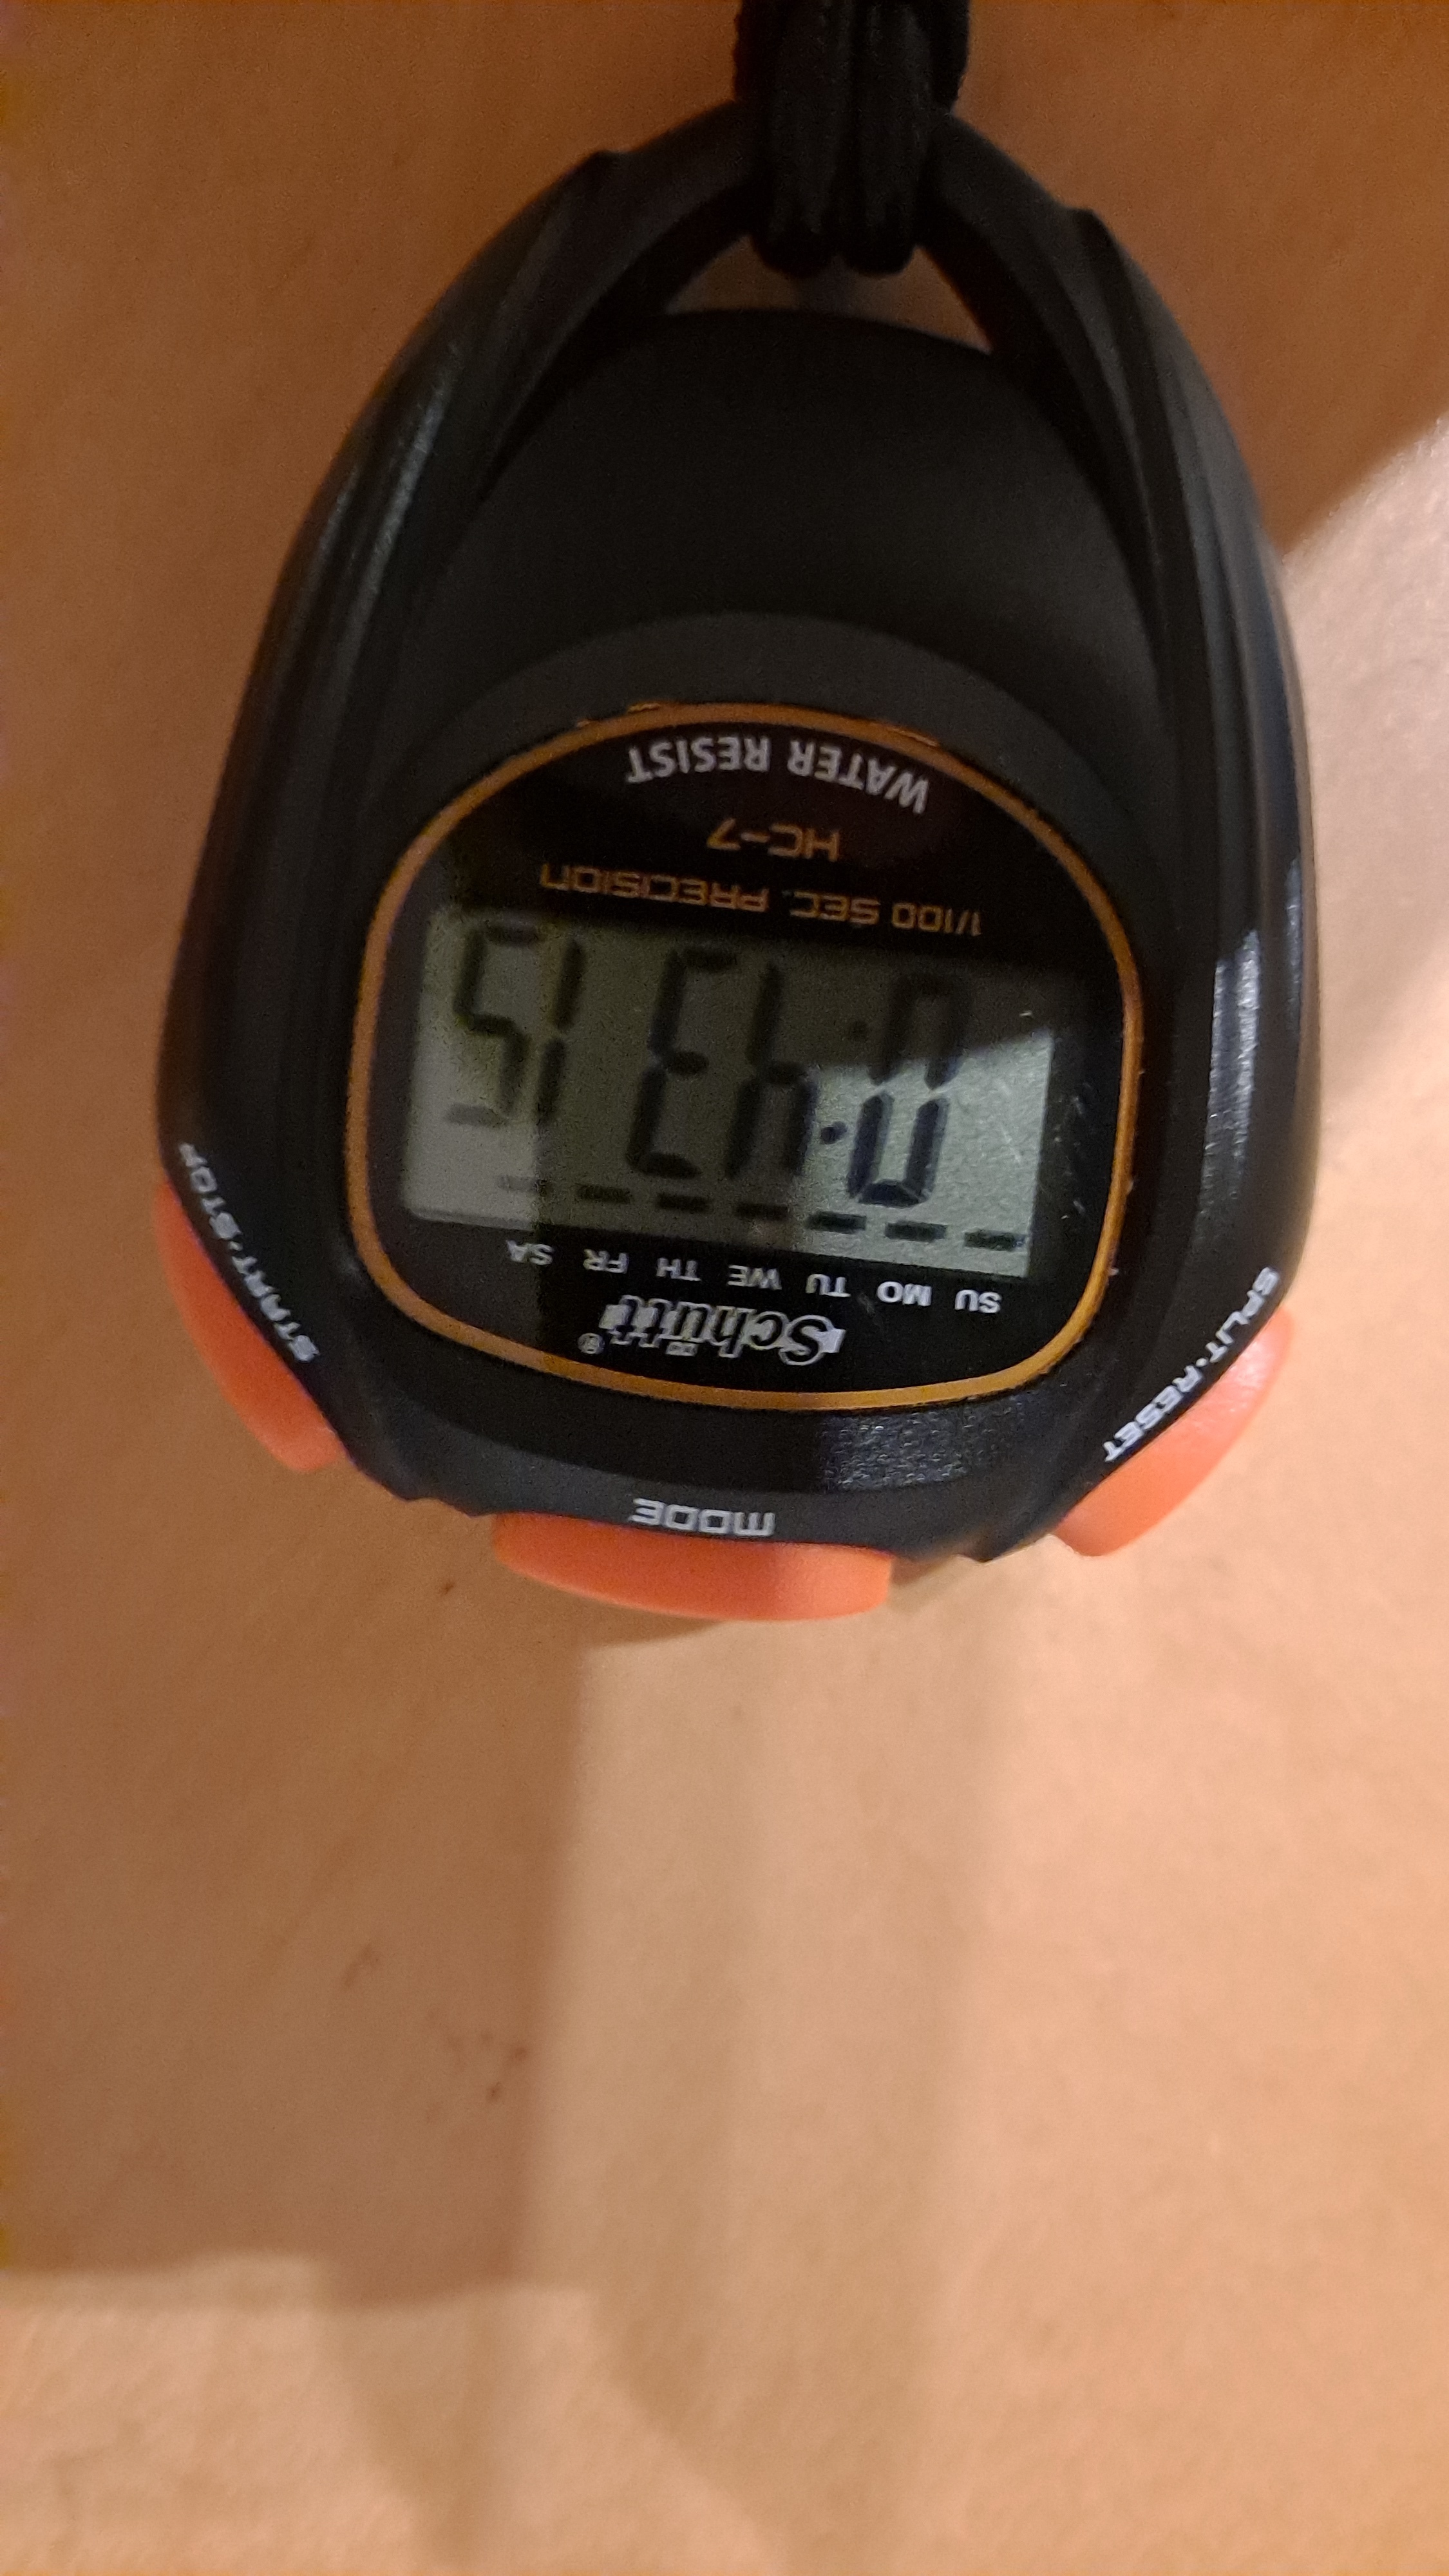 MODE
SPLIT·RESET
START·STOP
Schütt®
SU MO TU WE TH FR SA
0:43 15
1/100 SEC. PRECISION
HC-7
WATER RESIST